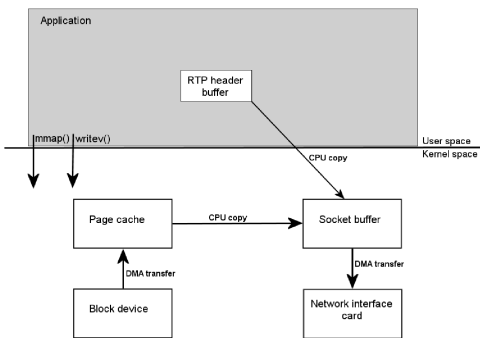 Application
RTP header
buffer
mmap() writev()
User space
Kernel space
CPU copy
Page cache
CPU copy
Socket buffer
DMA transfer
DMA transfer
Block device
Network interface
card